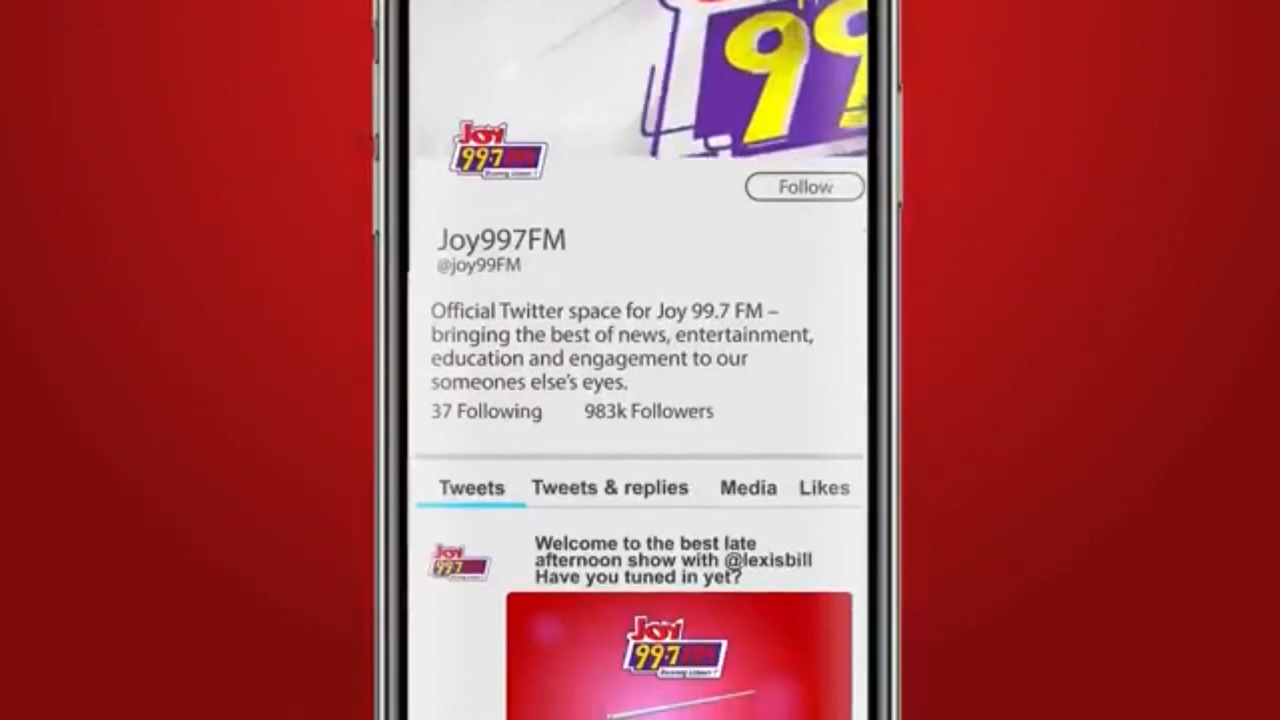 99
Joy
99.7 FM
Follow
Joy997FM
@joy99FM
Official Twitter space for Joy 99.7 FM –
bringing the best of news, entertainment,
education and engagement to our
someones else’s eyes.
37 Following 983k Followers
Tweets Tweets & replies Media Likes
Joy
99.7
Welcome to the best late
afternoon show with @lexisbill
Have you tuned in yet?
Joy
99.7 FM